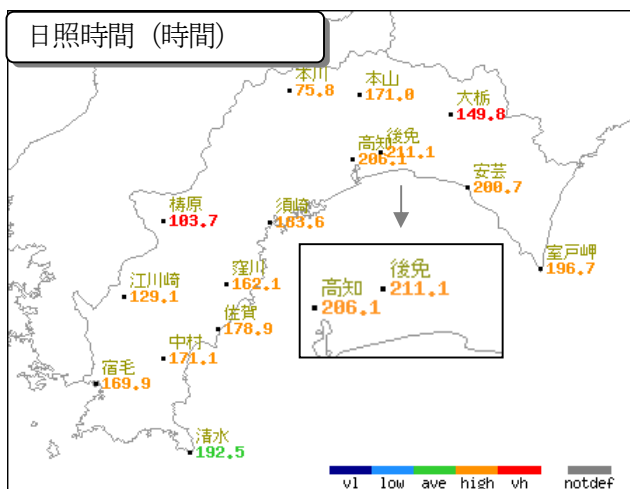 日照時間 (時間)
本川
75.8
本山
171.0
大栃
149.8
高知
206.1
後免
211.1
安芸
200.7
梼原
103.7
須崎
183.6
室戸岬
196.7
江川崎
129.1
窪川
162.1
後免
211.1
高知
206.1
佐賀
178.9
中村
171.1
宿毛
169.9
清水
192.5
vl low ave high vh notdef